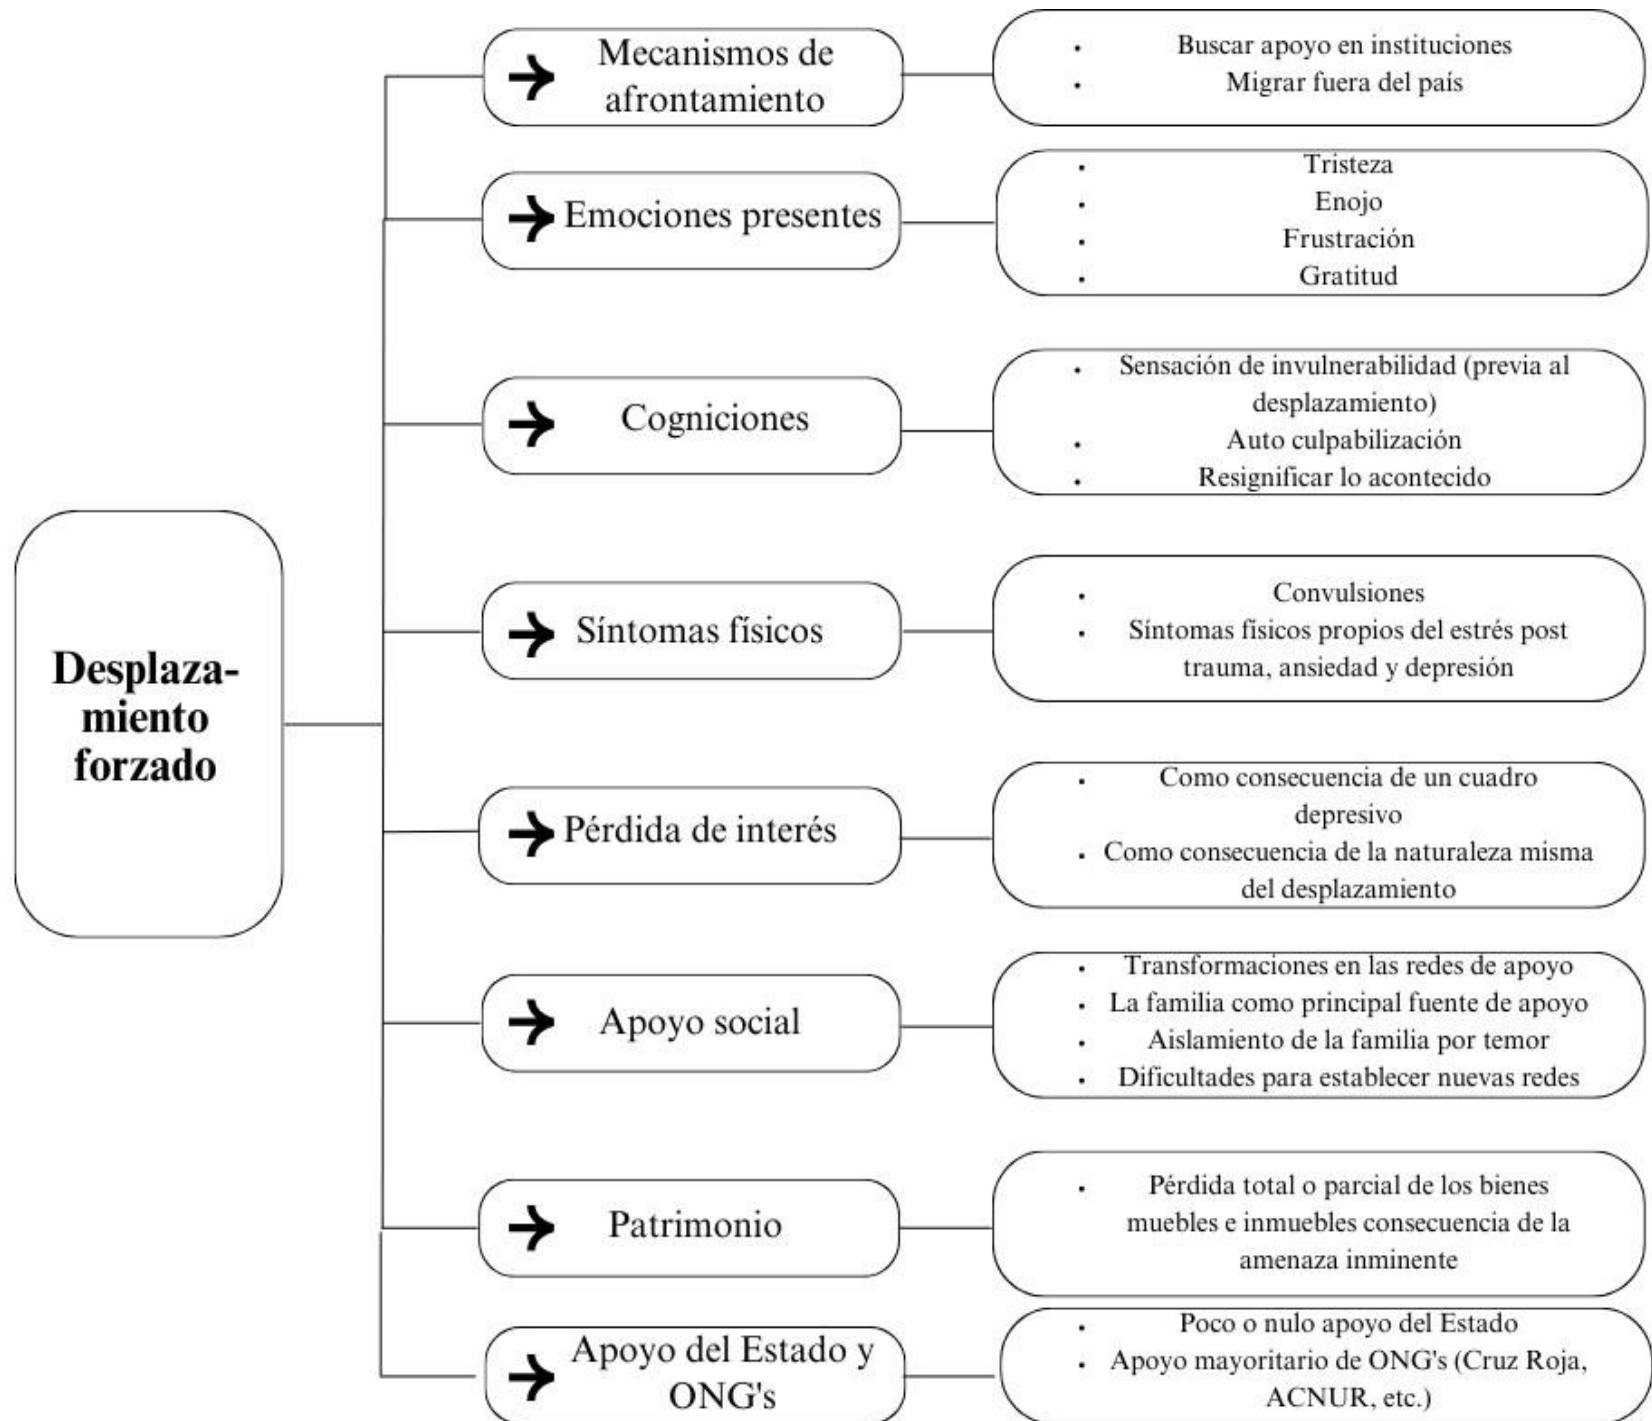 Desplaza-
miento
forzado
Mecanismos de
afrontamiento
· Buscar apoyo en instituciones
· Migrar fuera del país
Emociones presentes
· Tristeza
· Enojo
· Frustración
· Gratitud
Cogniciones
· Sensación de invulnerabilidad (previa al
desplazamiento)
· Auto culpabilización
· Resignificar lo acontecido
Síntomas físicos
· Convulsiones
· Síntomas físicos propios del estrés post
trauma, ansiedad y depresión
Pérdida de interés
· Como consecuencia de un cuadro
depresivo
· Como consecuencia de la naturaleza misma
del desplazamiento
Apoyo social
· Transformaciones en las redes de apoyo
· La familia como principal fuente de apoyo
· Aislamiento de la familia por temor
· Dificultades para establecer nuevas redes
Patrimonio
· Pérdida total o parcial de los bienes
muebles e inmuebles consecuencia de la
amenaza inminente
Apoyo del Estado y
ONG's
· Poco o nulo apoyo del Estado
· Apoyo mayoritario de ONG's (Cruz Roja,
ACNUR, etc.)